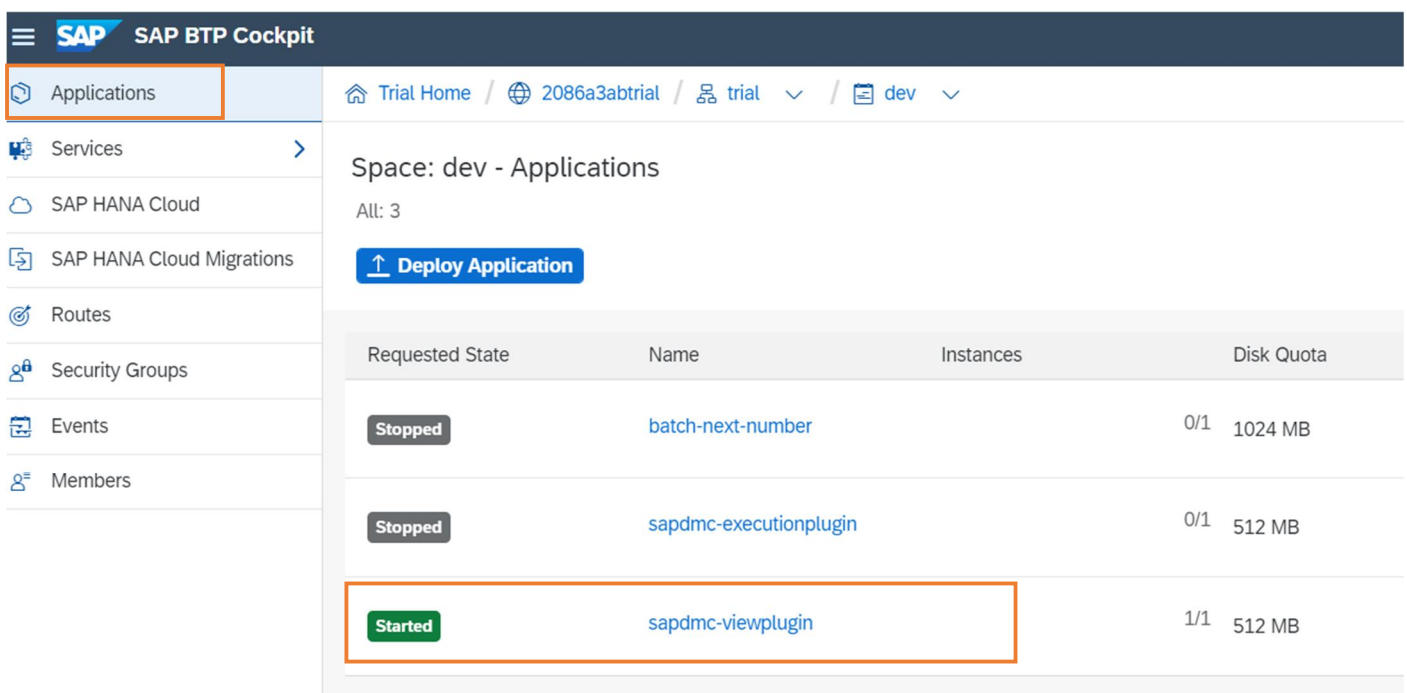 SAP SAP BTP Cockpit
Applications
Trial Home / 2086a3abtrial / trial / dev
Services
Space: dev - Applications
SAP HANA Cloud
All: 3
SAP HANA Cloud Migrations
Deploy Application
Routes
Requested State Name Instances Disk Quota
Security Groups
Events
Stopped batch-next-number 0/1 1024 MB
Members
Stopped sapdmc-executionplugin 0/1 512 MB
Started sapdmc-viewplugin 1/1 512 MB